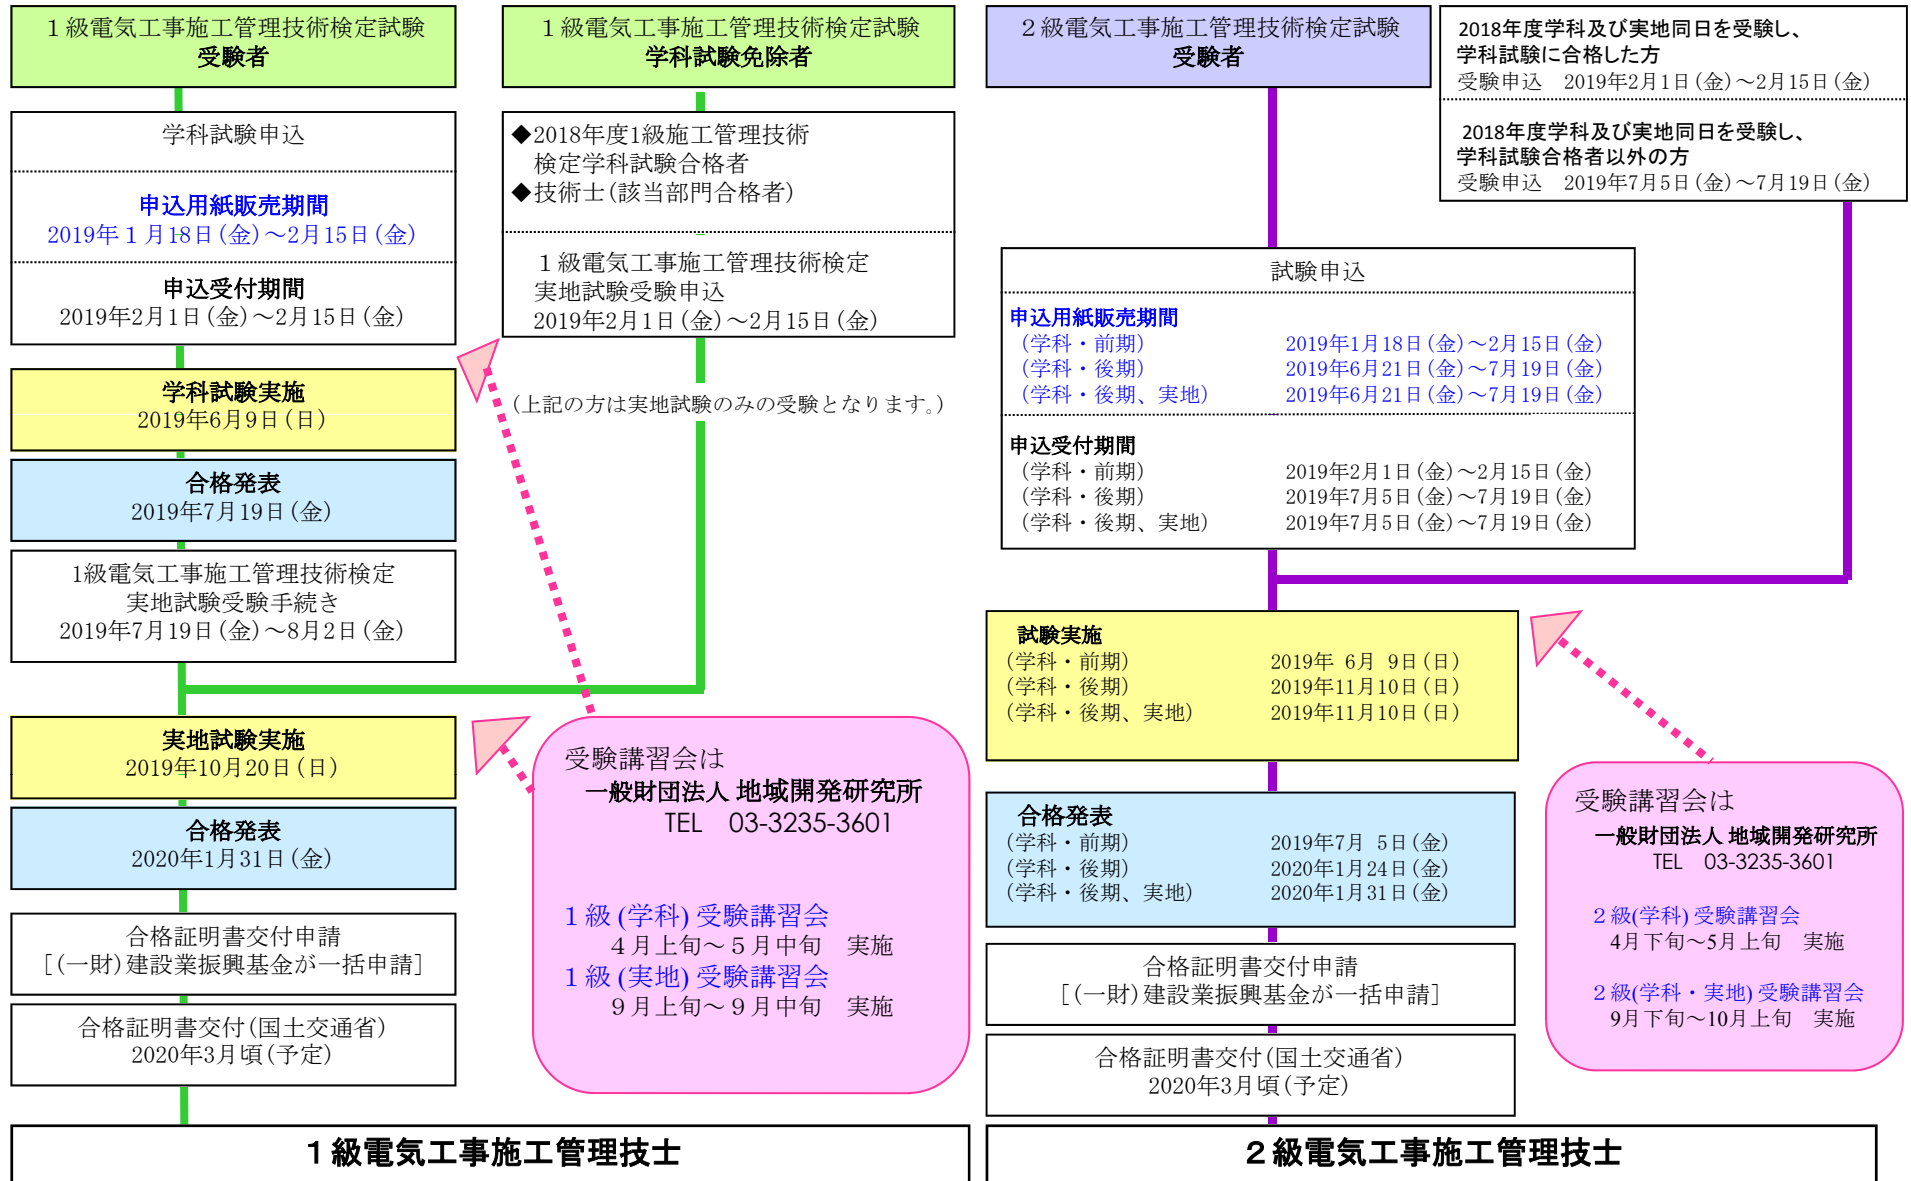 １級電気工事施工管理技術検定試験
受験者
学科試験申込
申込用紙販売期間
2019年１月18日(金)～2月15日(金)
申込受付期間
2019年2月1日(金)～2月15日(金)
学科試験実施
2019年6月9日(日)
合格発表
2019年7月19日(金)
1級電気工事施工管理技術検定
実地試験受験手続き
2019年7月19日(金)～8月2日(金)
実地試験実施
2019年10月20日(日)
合格発表
2020年1月31日(金)
合格証明書交付申請
[(一財)建設業振興基金が一括申請]
合格証明書交付(国土交通省)
2020年3月頃(予定)
１級電気工事施工管理技士
１級電気工事施工管理技術検定試験
学科試験免除者
◆2018年度1級施工管理技術
検定学科試験合格者
◆技術士(該当部門合格者)
１級電気工事施工管理技術検定
実地試験受験申込
2019年2月1日(金)～2月15日(金)
(上記の方は実地試験のみの受験となります。)
受験講習会は
一般財団法人 地域開発研究所
TEL 03-3235-3601
１級 (学科) 受験講習会
４月上旬～５月中旬 実施
１級 (実地) 受験講習会
９月上旬～９月中旬 実施
２級電気工事施工管理技術検定試験
受験者
2018年度学科及び実地同日を受験し、
学科試験に合格した方
受験申込 2019年2月1日(金)～2月15日(金)
2018年度学科及び実地同日を受験し、
学科試験合格者以外の方
受験申込 2019年7月5日(金)～7月19日(金)
試験申込
申込用紙販売期間
(学科・前期) 2019年1月18日(金)～2月15日(金)
(学科・後期) 2019年6月21日(金)～7月19日(金)
(学科・後期、実地) 2019年6月21日(金)～7月19日(金)
申込受付期間
(学科・前期) 2019年2月1日(金)～2月15日(金)
(学科・後期) 2019年7月5日(金)～7月19日(金)
(学科・後期、実地) 2019年7月5日(金)～7月19日(金)
試験実施
(学科・前期) 2019年 6月 9日(日)
(学科・後期) 2019年11月10日(日)
(学科・後期、実地) 2019年11月10日(日)
合格発表
(学科・前期) 2019年7月 5日(金)
(学科・後期) 2020年1月24日(金)
(学科・後期、実地) 2020年1月31日(金)
合格証明書交付申請
[(一財)建設業振興基金が一括申請]
合格証明書交付(国土交通省)
2020年3月頃(予定)
２級電気工事施工管理技士
受験講習会は
一般財団法人 地域開発研究所
TEL 03-3235-3601
２級(学科) 受験講習会
4月下旬～5月上旬 実施
２級(学科・実地) 受験講習会
9月下旬～10月上旬 実施